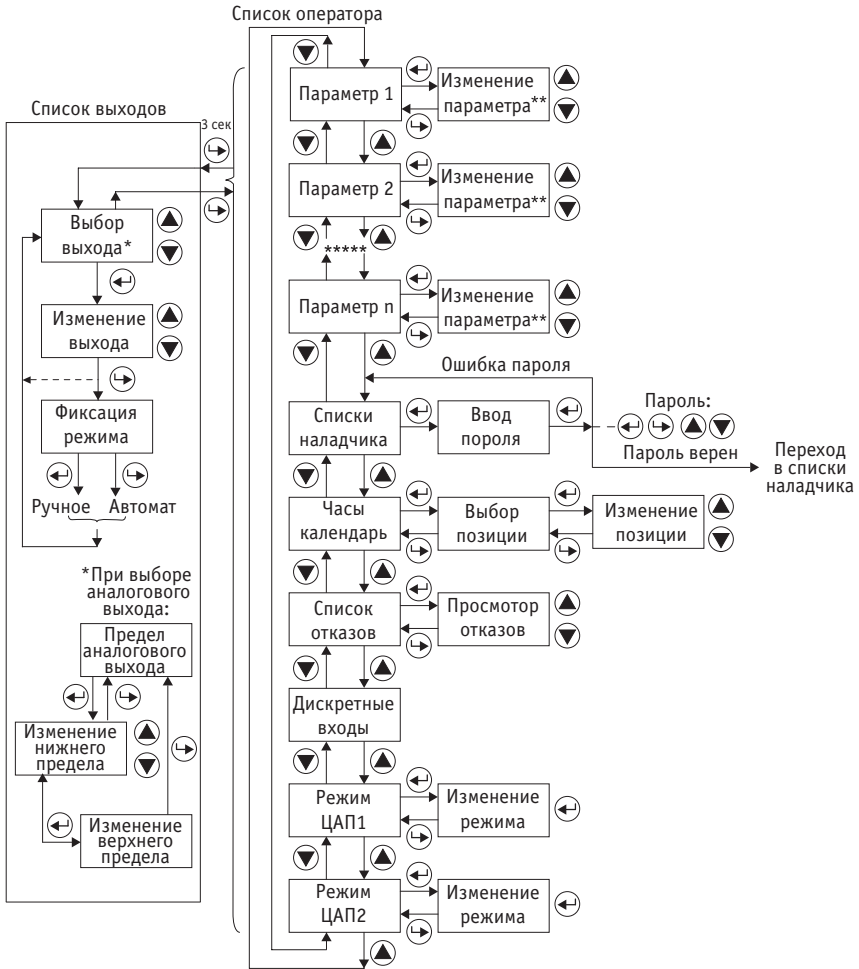 Список оператора
Список выходов
3 сек
Выбор
выхода*
Изменение
выхода
Фиксация
режима
Ручное
Автомат
*При выборе
аналогового
выхода:
Предел
аналогового
выхода
Изменение
нижнего
предела
Изменение
верхнего
предела
Параметр 1
Изменение
параметра**
Параметр 2
Изменение
параметра**
*****
Параметр n
Изменение
параметра**
Ошибка пароля
Списки
наладчика
Ввод
пороля
Пароль:
Пароль верен
Переход
в списки
наладчика
Часы
календарь
Выбор
позиции
Изменение
позиции
Список
отказов
Просмотор
отказов
Дискретные
входы
Режим
ЦАП1
Изменение
режима
Режим
ЦАП2
Изменение
режима